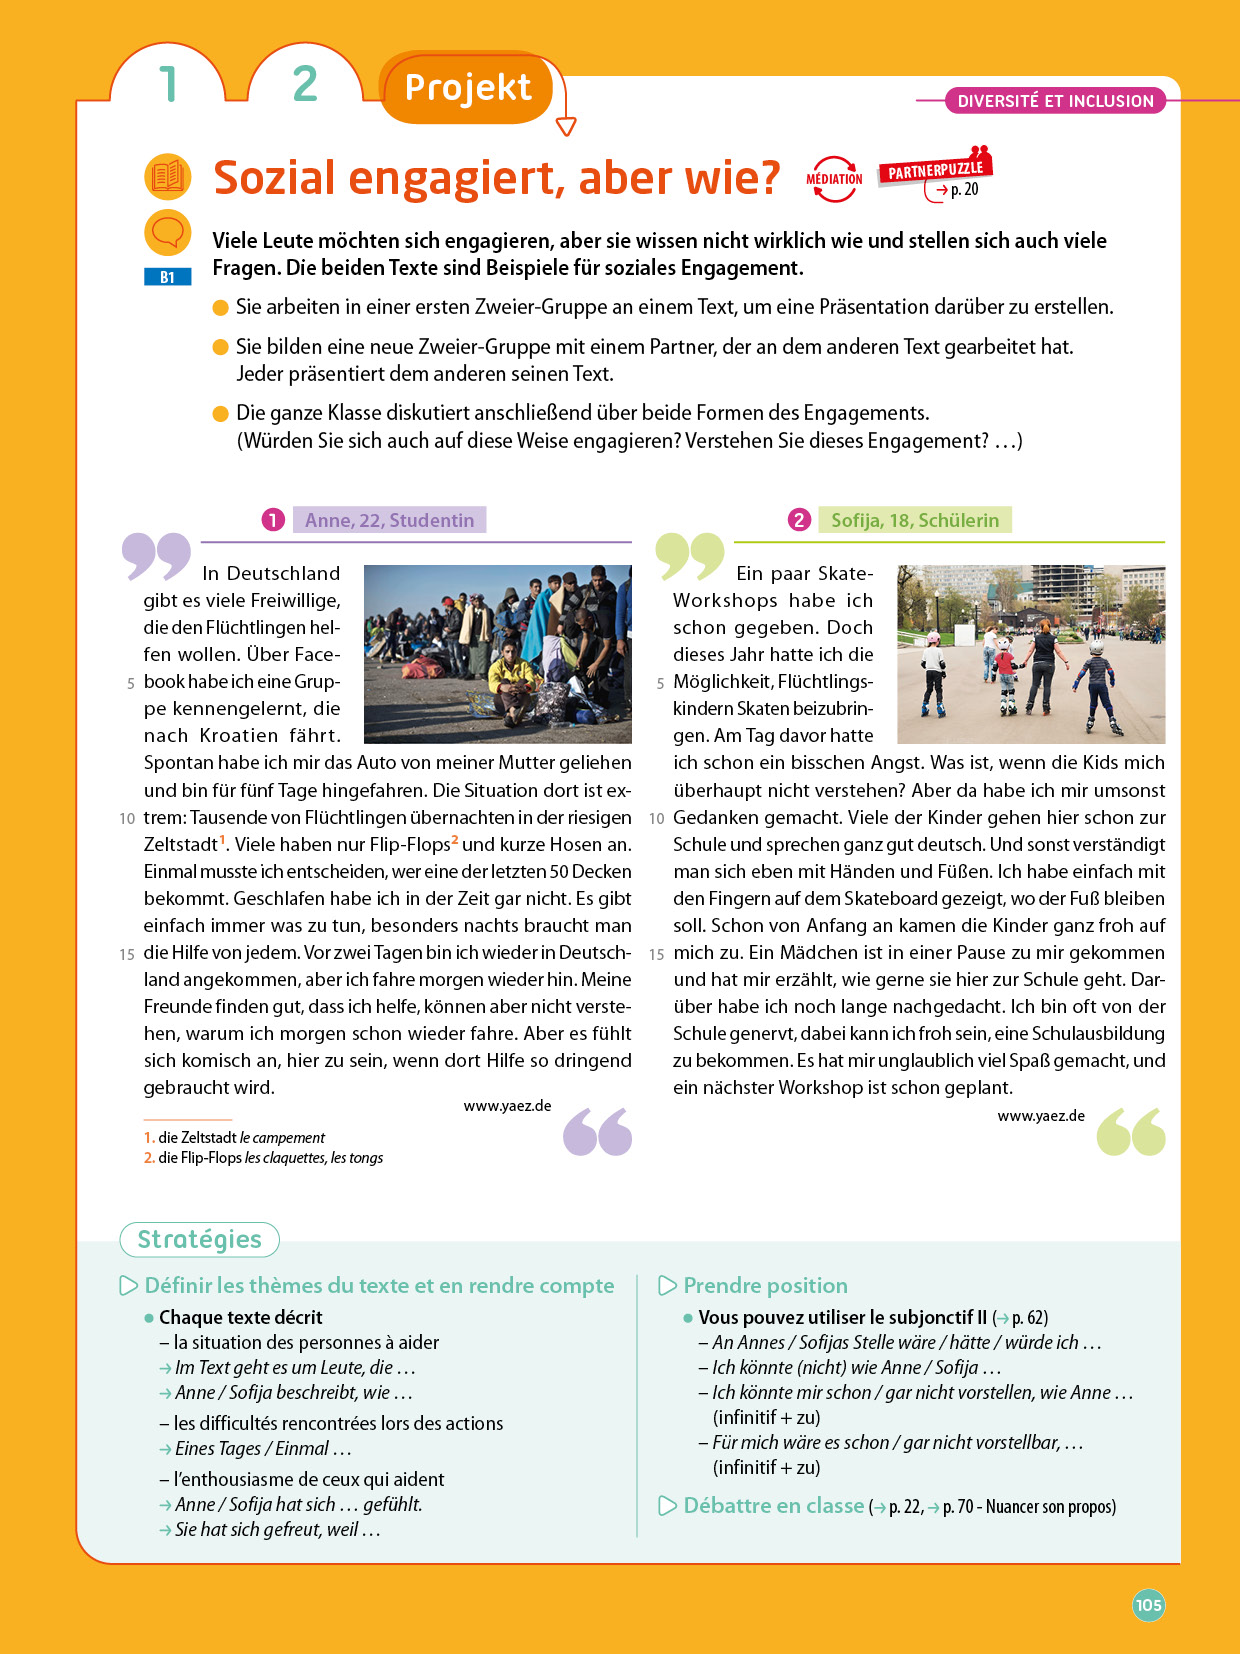 1
2
Projekt
DIVERSITÉ ET INCLUSION
Sozial engagiert, aber wie?
MÉDIATION
PARTNERPUZZLE
→ p. 20
B1
Viele Leute möchten sich engagieren, aber sie wissen nicht wirklich wie und stellen sich auch viele
Fragen. Die beiden Texte sind Beispiele für soziales Engagement.
● Sie arbeiten in einer ersten Zweier-Gruppe an einem Text, um eine Präsentation darüber zu erstellen.
● Sie bilden eine neue Zweier-Gruppe mit einem Partner, der an dem anderen Text gearbeitet hat.
Jeder präsentiert dem anderen seinen Text.
● Die ganze Klasse diskutiert anschließend über beide Formen des Engagements.
(Würden Sie sich auch auf diese Weise engagieren? Verstehen Sie dieses Engagement? …)
1 Anne, 22, Studentin
In Deutschland
gibt es viele Freiwillige,
die den Flüchtlingen hel-
fen wollen. Über Face-
5 book habe ich eine Grup-
pe kennengelernt, die
nach Kroatien fährt.
Spontan habe ich mir das Auto von meiner Mutter geliehen
und bin für fünf Tage hingefahren. Die Situation dort ist ex-
10 trem: Tausende von Flüchtlingen übernachten in der riesigen
Zeltstadt¹. Viele haben nur Flip-Flops² und kurze Hosen an.
Einmal musste ich entscheiden, wer eine der letzten 50 Decken
bekommt. Geschlafen habe ich in der Zeit gar nicht. Es gibt
einfach immer was zu tun, besonders nachts braucht man
15 die Hilfe von jedem. Vor zwei Tagen bin ich wieder in Deutsch-
land angekommen, aber ich fahre morgen wieder hin. Meine
Freunde finden gut, dass ich helfe, können aber nicht verste-
hen, warum ich morgen schon wieder fahre. Aber es fühlt
sich komisch an, hier zu sein, wenn dort Hilfe so dringend
gebraucht wird.
www.yaez.de
1. die Zeltstadt le campement
2. die Flip-Flops les claquettes, les tongs
2 Sofija, 18, Schülerin
Ein paar Skate-
Workshops habe ich
schon gegeben. Doch
dieses Jahr hatte ich die
5 Möglichkeit, Flüchtlings-
kindern Skaten beizubrin-
gen. Am Tag davor hatte
ich schon ein bisschen Angst. Was ist, wenn die Kids mich
überhaupt nicht verstehen? Aber da habe ich mir umsonst
10 Gedanken gemacht. Viele der Kinder gehen hier schon zur
Schule und sprechen ganz gut deutsch. Und sonst verständigt
man sich eben mit Händen und Füßen. Ich habe einfach mit
den Fingern auf dem Skateboard gezeigt, wo der Fuß bleiben
soll. Schon von Anfang an kamen die Kinder ganz froh auf
15 mich zu. Ein Mädchen ist in einer Pause zu mir gekommen
und hat mir erzählt, wie gerne sie hier zur Schule geht. Dar-
über habe ich noch lange nachgedacht. Ich bin oft von der
Schule genervt, dabei kann ich froh sein, eine Schulausbildung
zu bekommen. Es hat mir unglaublich viel Spaß gemacht, und
ein nächster Workshop ist schon geplant.
www.yaez.de
Stratégies
Définir les thèmes du texte et en rendre compte
● Chaque texte décrit
– la situation des personnes à aider
→ Im Text geht es um Leute, die …
→ Anne / Sofija beschreibt, wie …
– les difficultés rencontrées lors des actions
→ Eines Tages / Einmal …
– l'enthousiasme de ceux qui aident
→ Anne / Sofija hat sich … gefühlt.
→ Sie hat sich gefreut, weil …
Prendre position
● Vous pouvez utiliser le subjonctif II (→ p. 62)
– An Annes / Sofijas Stelle wäre / hätte / würde ich …
– Ich könnte (nicht) wie Anne / Sofija …
– Ich könnte mir schon / gar nicht vorstellen, wie Anne …
(infinitif + zu)
– Für mich wäre es schon / gar nicht vorstellbar, …
(infinitif + zu)
Débattre en classe (→ p. 22, → p. 70 - Nuancer son propos)
105